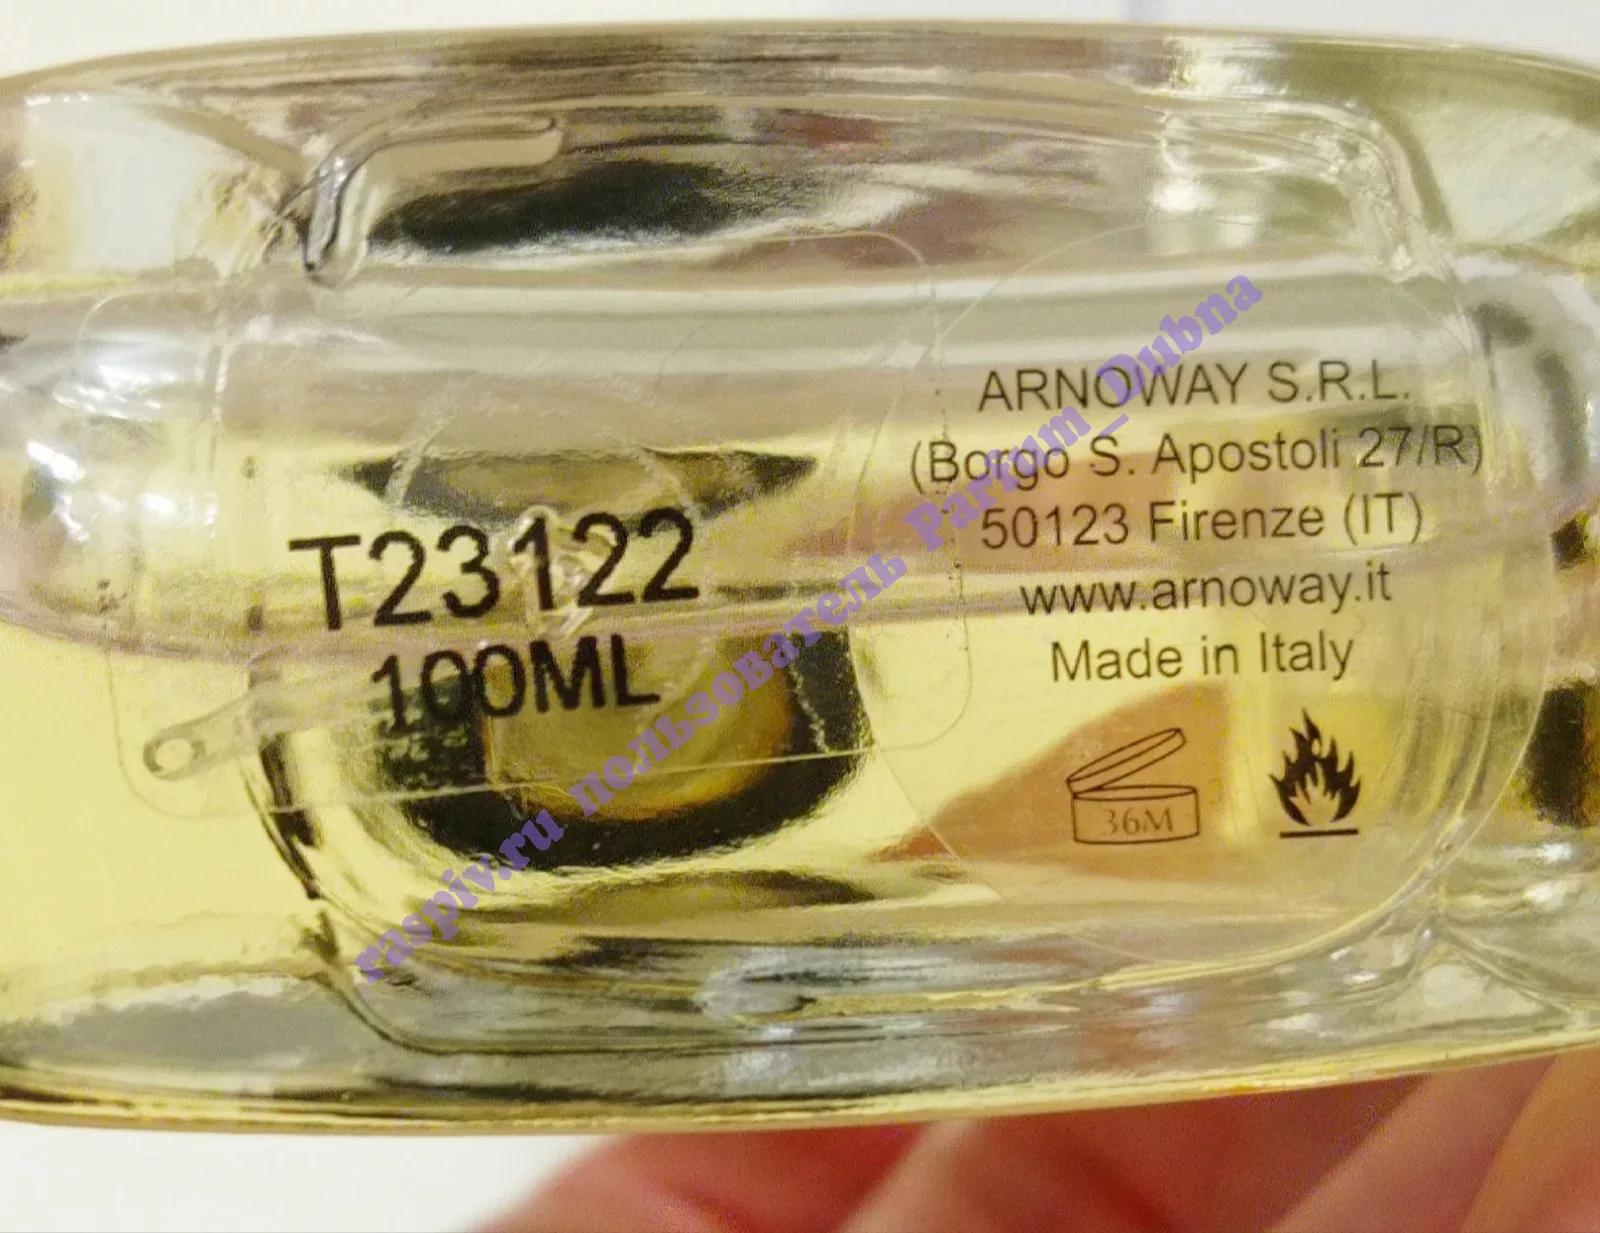 T23122
100ML
ARNOWAY S.R.L.
(Borgo S. Apostoli 27/R)
50123 Firenze (IT)
www.arnoway.it
Made in Italy
36M
raspiv.ru пользователь Parfum_Dubna